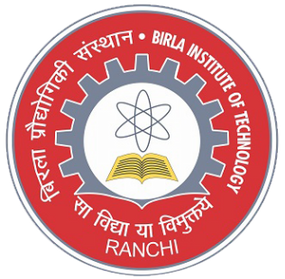 बिरला प्रौद्योगिकी संस्थान • BIRLA INSTITUTE OF TECHNOLOGY
सा विद्या या विमुक्तये
RANCHI